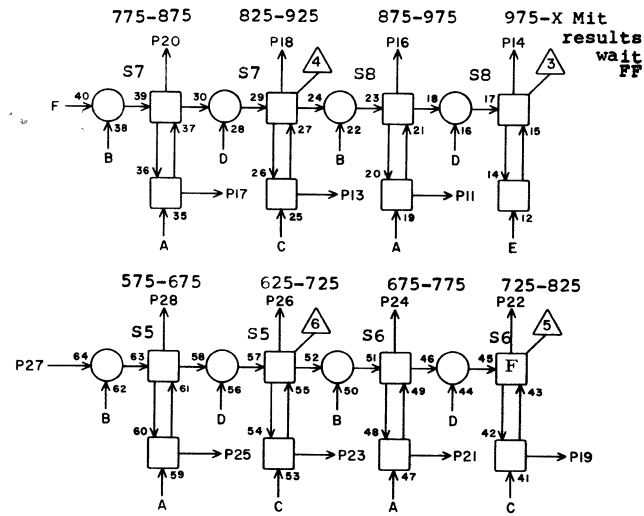 775-875 825-925 875-975 975-X Mit
results
wait
FF
P20 P18 P16 P14
S7 S7 4 S8 S8 3
F 40 39 30 29 24 23 18 17
38 37 28 27 22 21 16 15
B D B D
36 26 20 14
P17 P13 P11
35 25 19 12
A C A E
575-675 625-725 675-775 725-825
P28 P26 P24 P22
S5 S5 6 S6 S6 5
P27 64 63 58 57 52 51 46 45 F
62 61 56 55 50 49 44 43
B D B D
60 54 48 42
P25 P23 P21 P19
59 53 47 41
A C A C